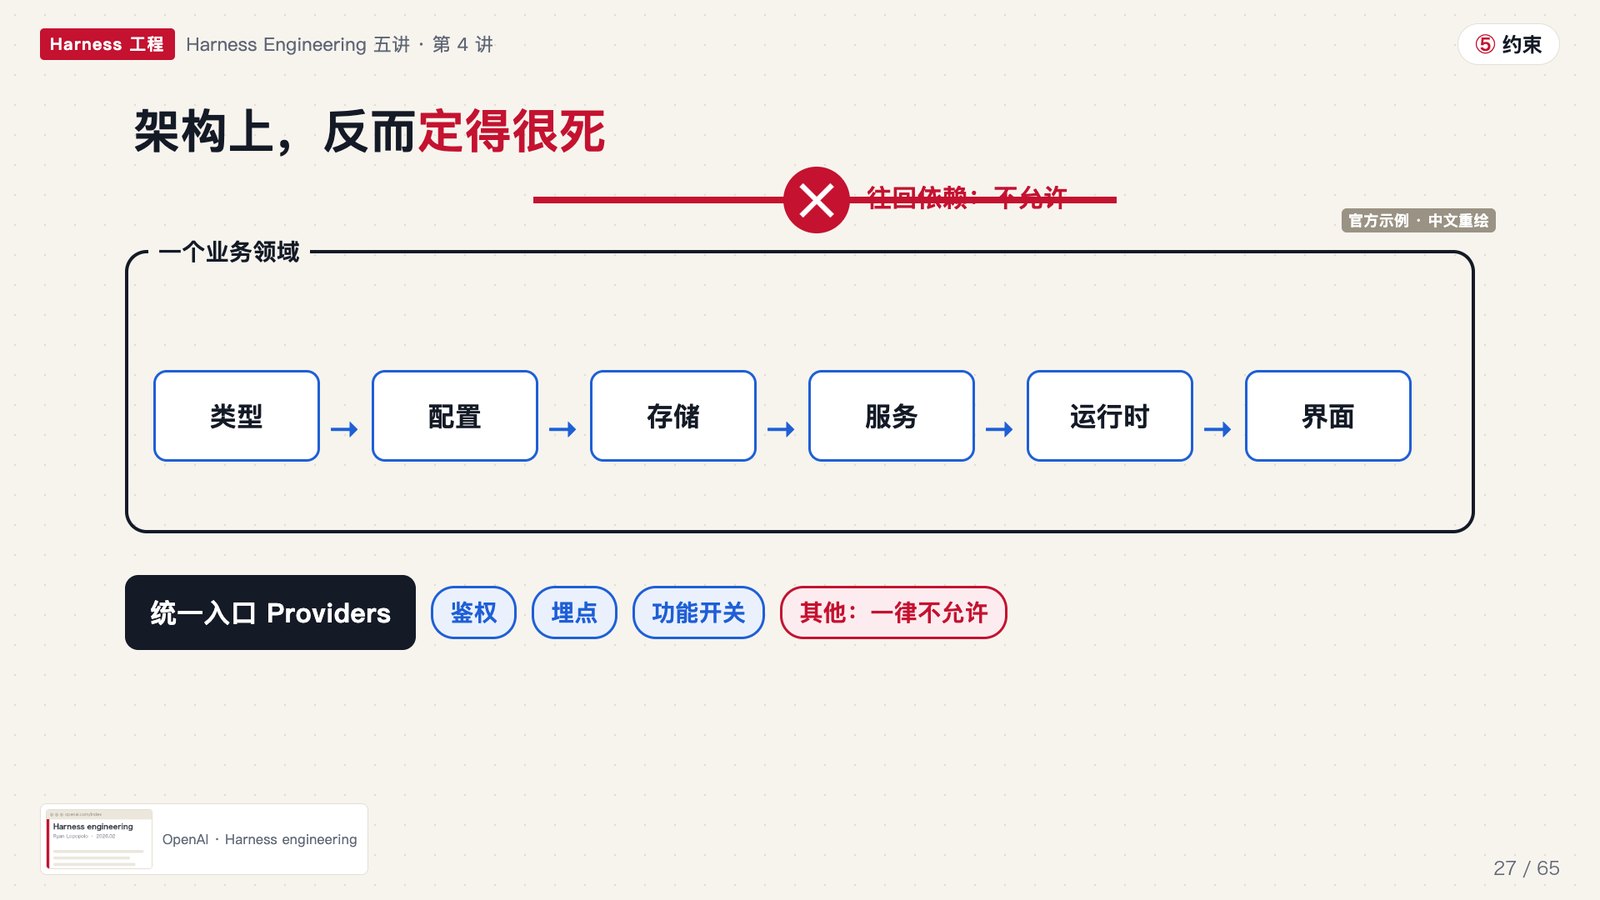 Harness 工程
Harness Engineering 五讲 · 第 4 讲
⑤ 约束
架构上，反而定得很死
往回依赖：不允许
官方示例 · 中文重绘
一个业务领域
类型
配置
存储
服务
运行时
界面
统一入口 Providers
鉴权
埋点
功能开关
其他：一律不允许
Harness engineering
OpenAI · Harness engineering
27 / 65